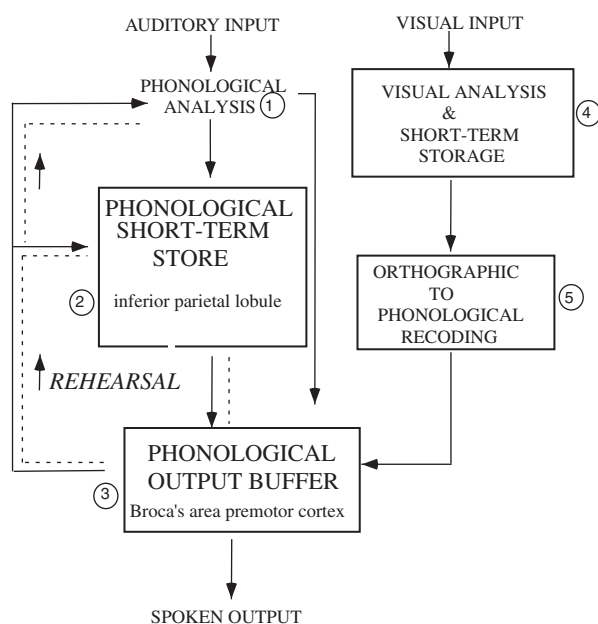 AUDITORY INPUT
PHONOLOGICAL
ANALYSIS 1
PHONOLOGICAL
SHORT-TERM
STORE
2 inferior parietal lobule
REHEARSAL
PHONOLOGICAL
OUTPUT BUFFER
3 Broca's area premotor cortex
SPOKEN OUTPUT
VISUAL INPUT
VISUAL ANALYSIS
&
SHORT-TERM
STORAGE
4
ORTHOGRAPHIC
TO
PHONOLOGICAL
RECODING
5